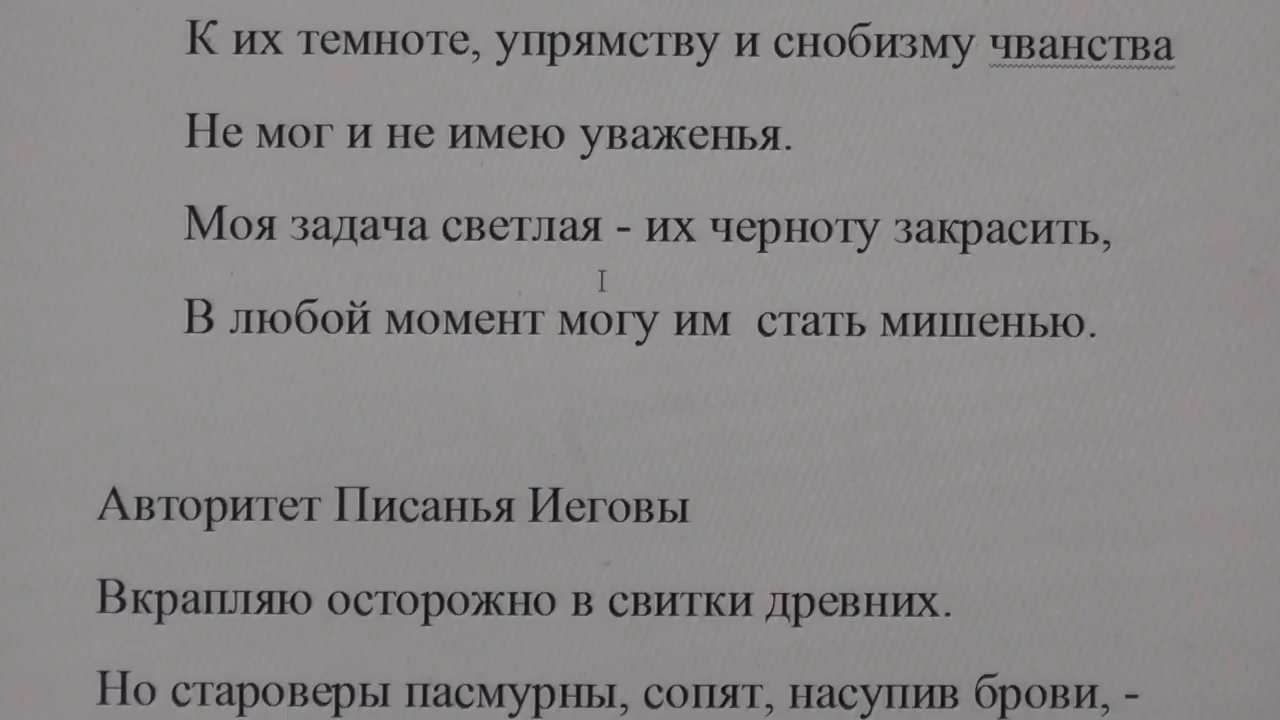 К их темноте, упрямству и снобизму чванства
Не мог и не имею уваженья.
Моя задача светлая - их черноту закрасить,
В любой момент могу им  стать мишенью.
Авторитет Писанья Иеговы
Вкрапляю осторожно в свитки древних.
Но староверы пасмурны, сопят, насупив брови, -